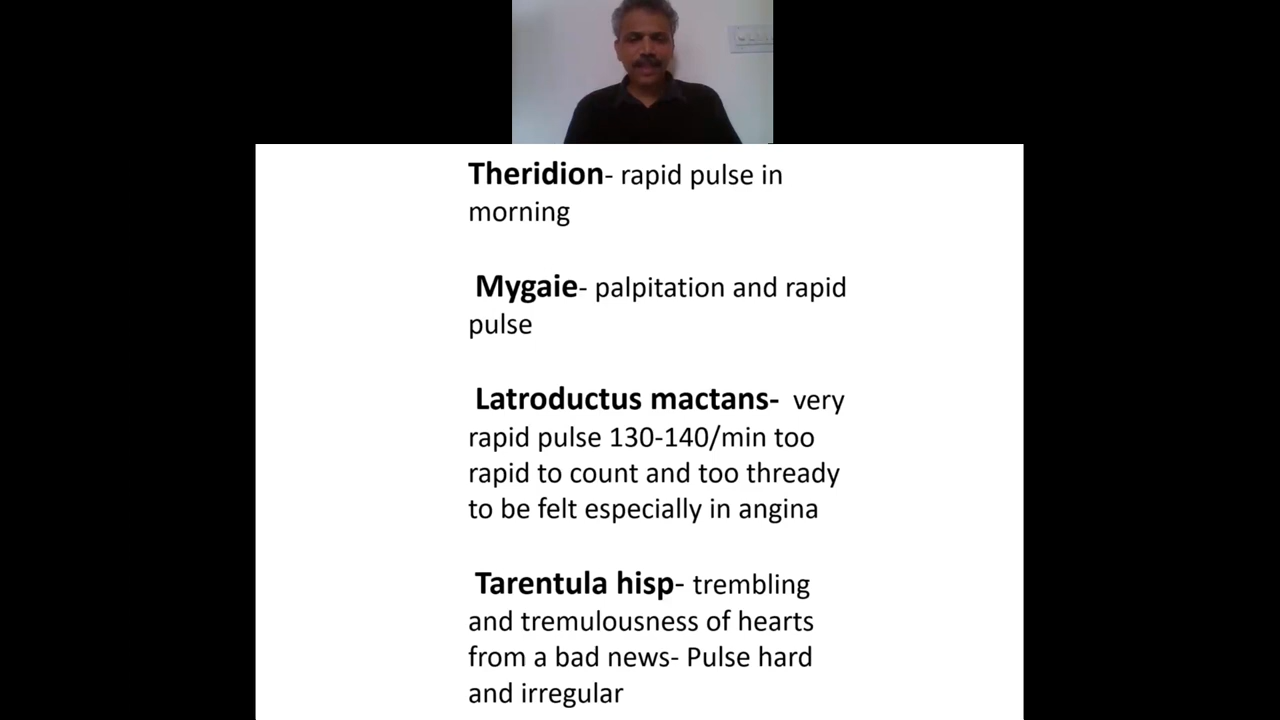 Theridion- rapid pulse in
morning
Mygaie- palpitation and rapid
pulse
Latroductus mactans-  very
rapid pulse 130-140/min too
rapid to count and too thready
to be felt especially in angina
Tarentula hisp- trembling
and tremulousness of hearts
from a bad news- Pulse hard
and irregular